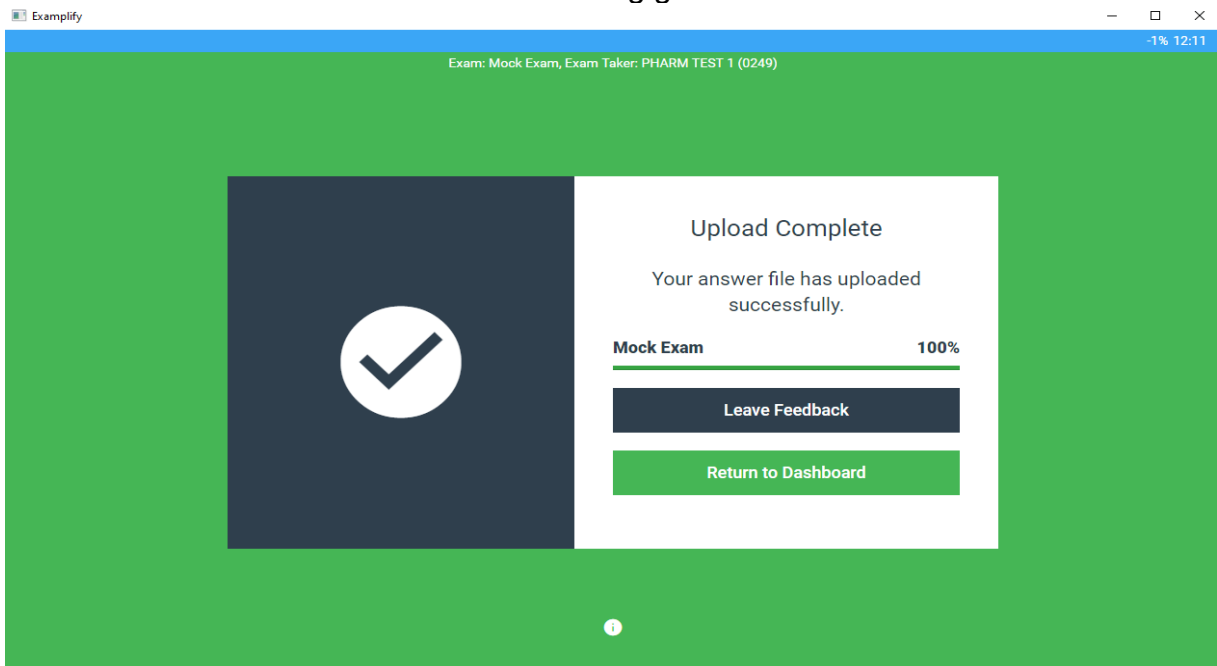 Examplify
-1% 12:11
Exam: Mock Exam, Exam Taker: PHARM TEST 1 (0249)
Upload Complete
Your answer file has uploaded
successfully.
Mock Exam 100%
Leave Feedback
Return to Dashboard
i